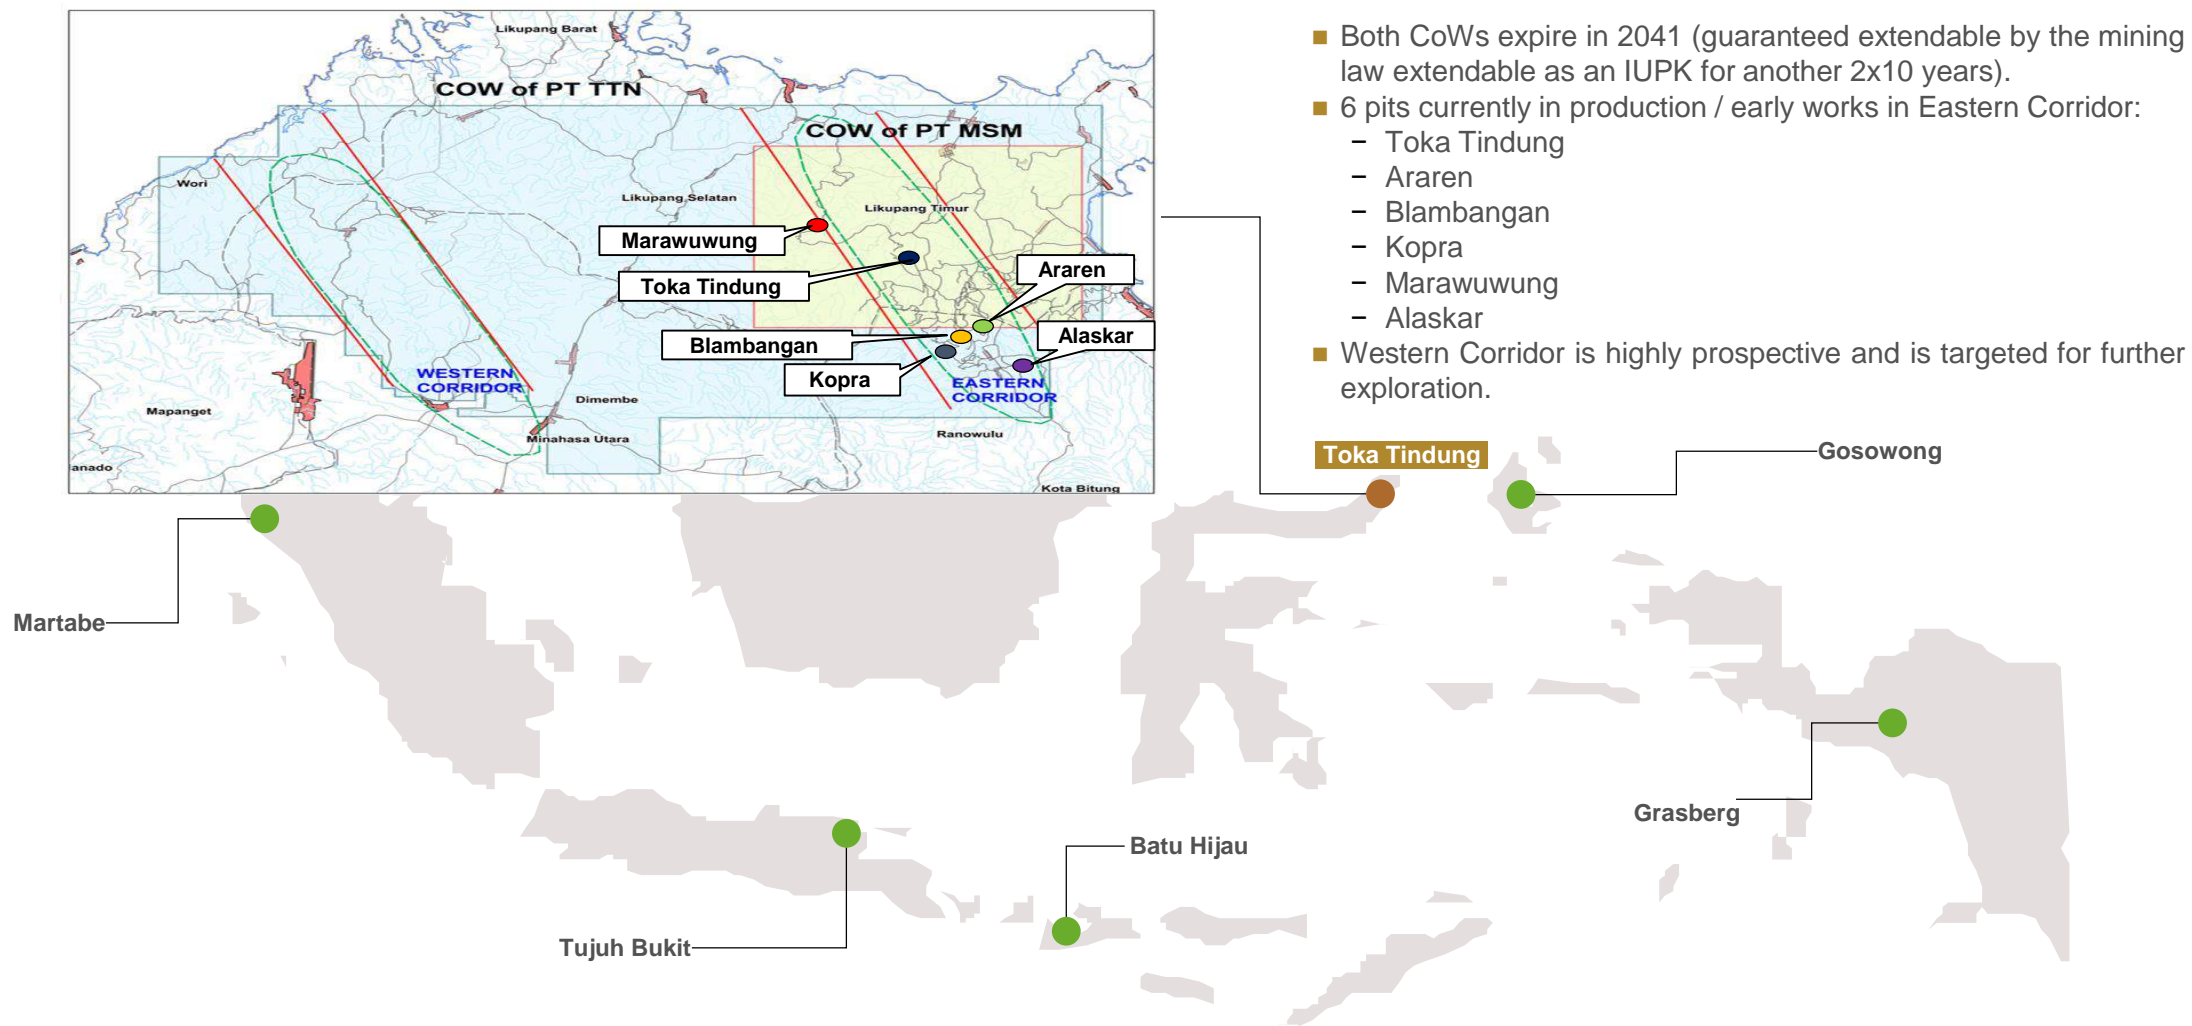 Likupang Barat
COW of PT TTN
COW of PT MSM
Wori
Likupang Selatan
Likupang Timur
Marawuwung
Toka Tindung
Araren
Blambangan
Alaskar
Kopra
WESTERN
CORRIDOR
EASTERN
CORRIDOR
Mapanget
Dimembe
Minahasa Utara
Ranowulu
anado
Kota Bitung
■ Both CoWs expire in 2041 (guaranteed extendable by the mining
law extendable as an IUPK for another 2x10 years).
■ 6 pits currently in production / early works in Eastern Corridor:
– Toka Tindung
– Araren
– Blambangan
– Kopra
– Marawuwung
– Alaskar
■ Western Corridor is highly prospective and is targeted for further
exploration.
Toka Tindung
Gosowong
Martabe
Grasberg
Batu Hijau
Tujuh Bukit